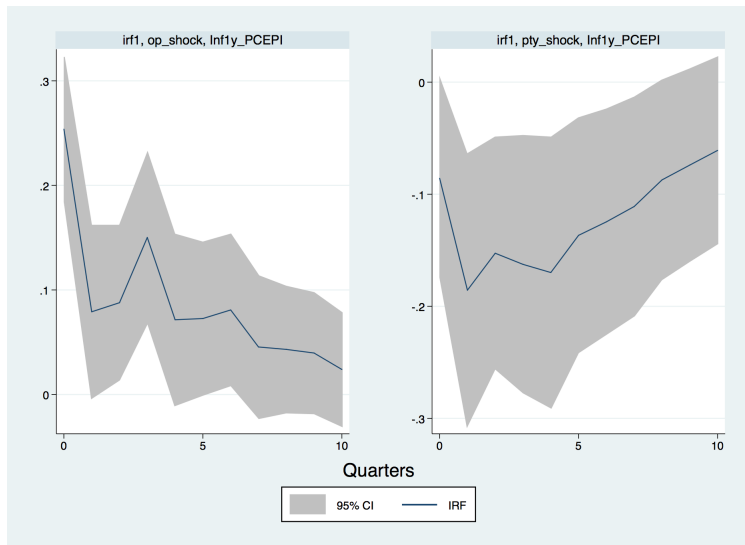 irf1, op_shock, Inf1y_PCEPI
.3
.2
.1
0
0 5 10
irf1, pty_shock, Inf1y_PCEPI
0
-.1
-.2
-.3
0 5 10
Quarters
95% CI IRF